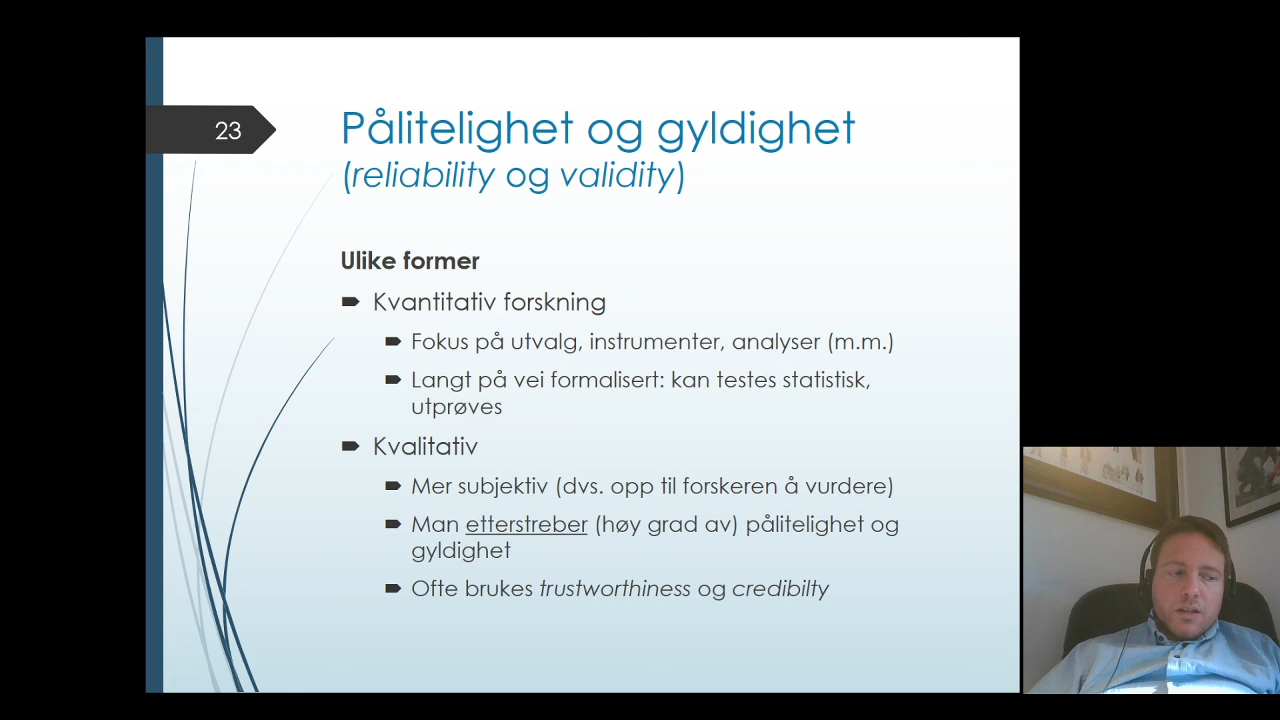 23
Pålitelighet og gyldighet
(reliability og validity)
Ulike former
Kvantitativ forskning
Fokus på utvalg, instrumenter, analyser (m.m.)
Langt på vei formalisert: kan testes statistisk,
utprøves
Kvalitativ
Mer subjektiv (dvs. opp til forskeren å vurdere)
Man etterstreber (høy grad av) pålitelighet og
gyldighet
Ofte brukes trustworthiness og credibilty